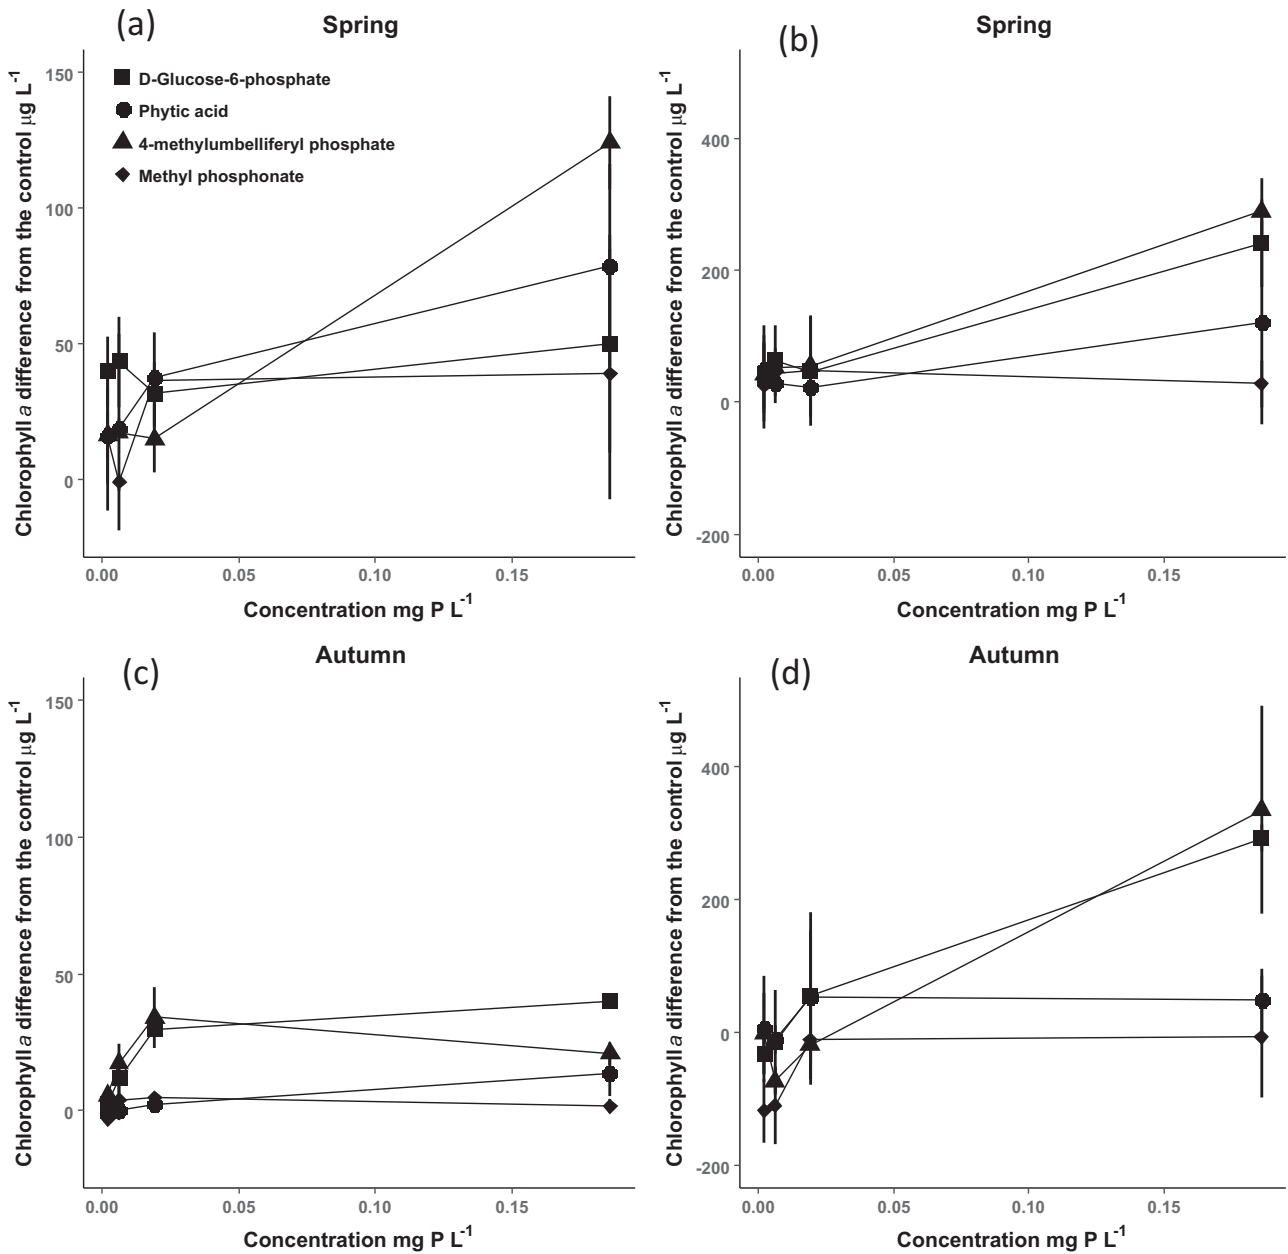 (a)
Spring
150
100
50
0
D-Glucose-6-phosphate
Phytic acid
4-methylumbelliferyl phosphate
Methyl phosphonate
Chlorophyll a difference from the control µg L-1
0.00 0.05 0.10 0.15
Concentration mg P L-1
(b)
Spring
400
200
0
-200
Chlorophyll a difference from the control µg L-1
0.00 0.05 0.10 0.15
Concentration mg P L-1
(c)
Autumn
150
100
50
0
Chlorophyll a difference from the control µg L-1
0.00 0.05 0.10 0.15
Concentration mg P L-1
(d)
Autumn
400
200
0
-200
Chlorophyll a difference from the control µg L-1
0.00 0.05 0.10 0.15
Concentration mg P L-1